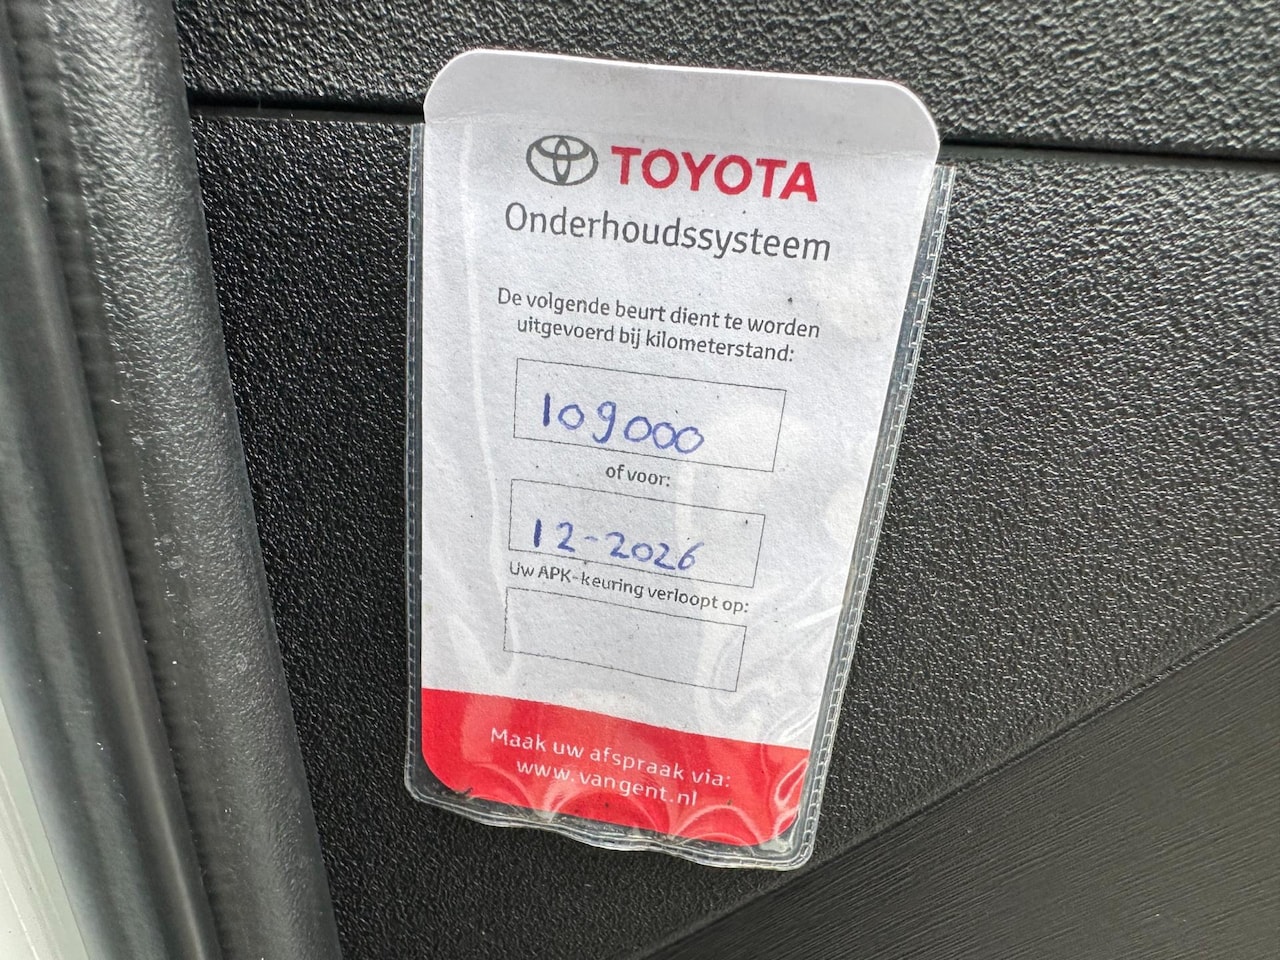 TOYOTA
Onderhoudssysteem
De volgende beurt dient te worden
uitgevoerd bij kilometerstand:
109000
of voor:
12-2026
Uw APK-keuring verloopt op:
Maak uw afspraak via:
www.vangent.nl